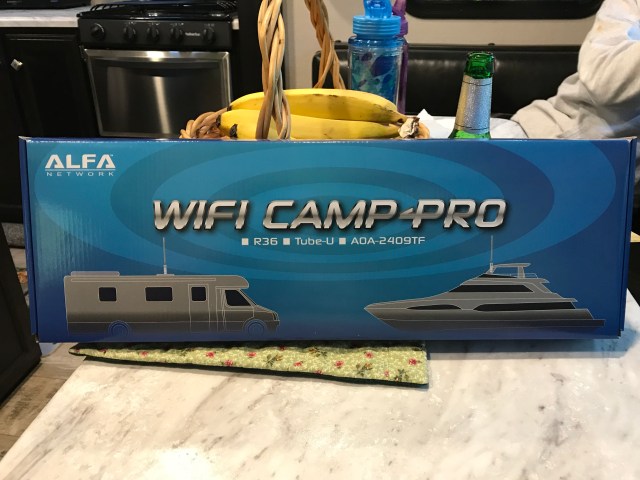 ALFA
NETWORK
WIFI CAMP-PRO
■ R36 ■ Tube-U ■ AOA-2409TF